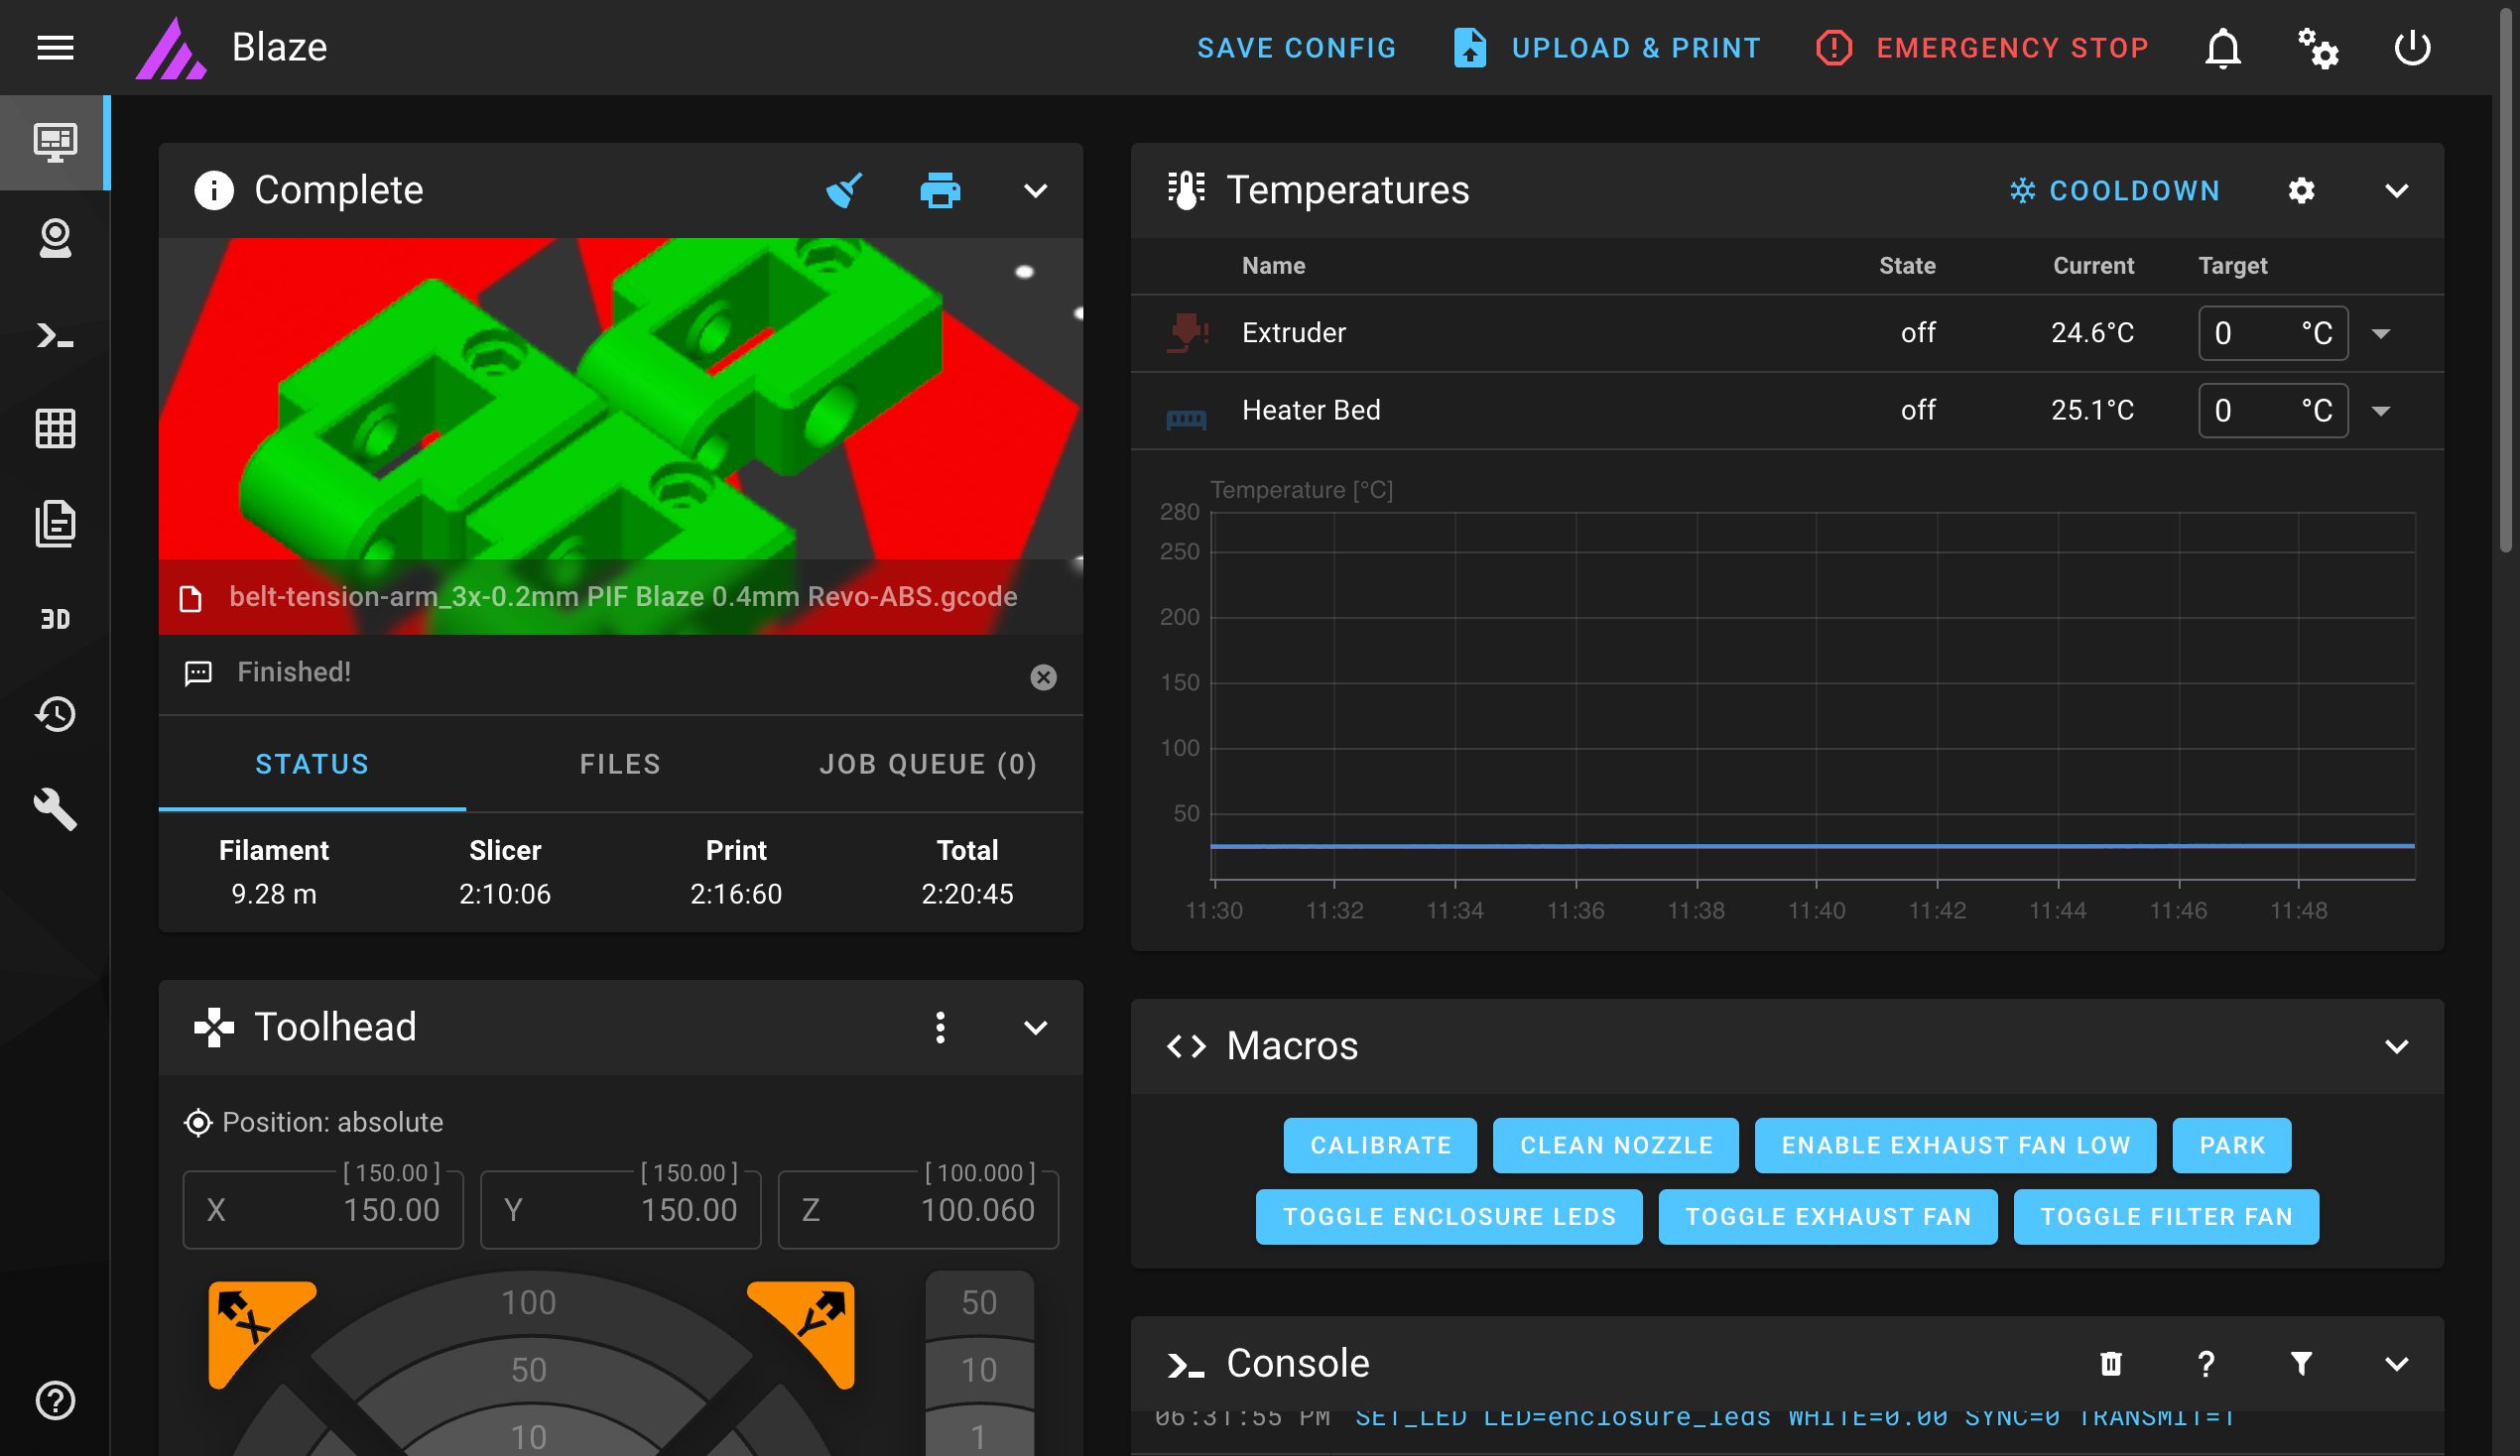 Blaze
SAVE CONFIG
UPLOAD & PRINT
EMERGENCY STOP
Complete
belt-tension-arm_3x-0.2mm PIF Blaze 0.4mm Revo-ABS.gcode
Finished!
STATUS FILES JOB QUEUE (0)
Filament Slicer Print Total
9.28 m 2:10:06 2:16:60 2:20:45
3D
Toolhead
Position: absolute
[ 150.00 ] [ 150.00 ] [ 100.000 ]
X 150.00 Y 150.00 Z 100.060
X
Y
100
50
10
50
10
1
Temperatures
COOLDOWN
Name State Current Target
Extruder off 24.6°C 0 °C
Heater Bed off 25.1°C 0 °C
Temperature [°C]
280
250
200
150
100
50
11:30 11:32 11:34 11:36 11:38 11:40 11:42 11:44 11:46 11:48
Macros
CALIBRATE CLEAN NOZZLE ENABLE EXHAUST FAN LOW PARK
TOGGLE ENCLOSURE LEDS TOGGLE EXHAUST FAN TOGGLE FILTER FAN
Console
06:31:55 PM SET_LED LED=enclosure_leds WHITE=0.00 SYNC=0 TRANSMIT=1